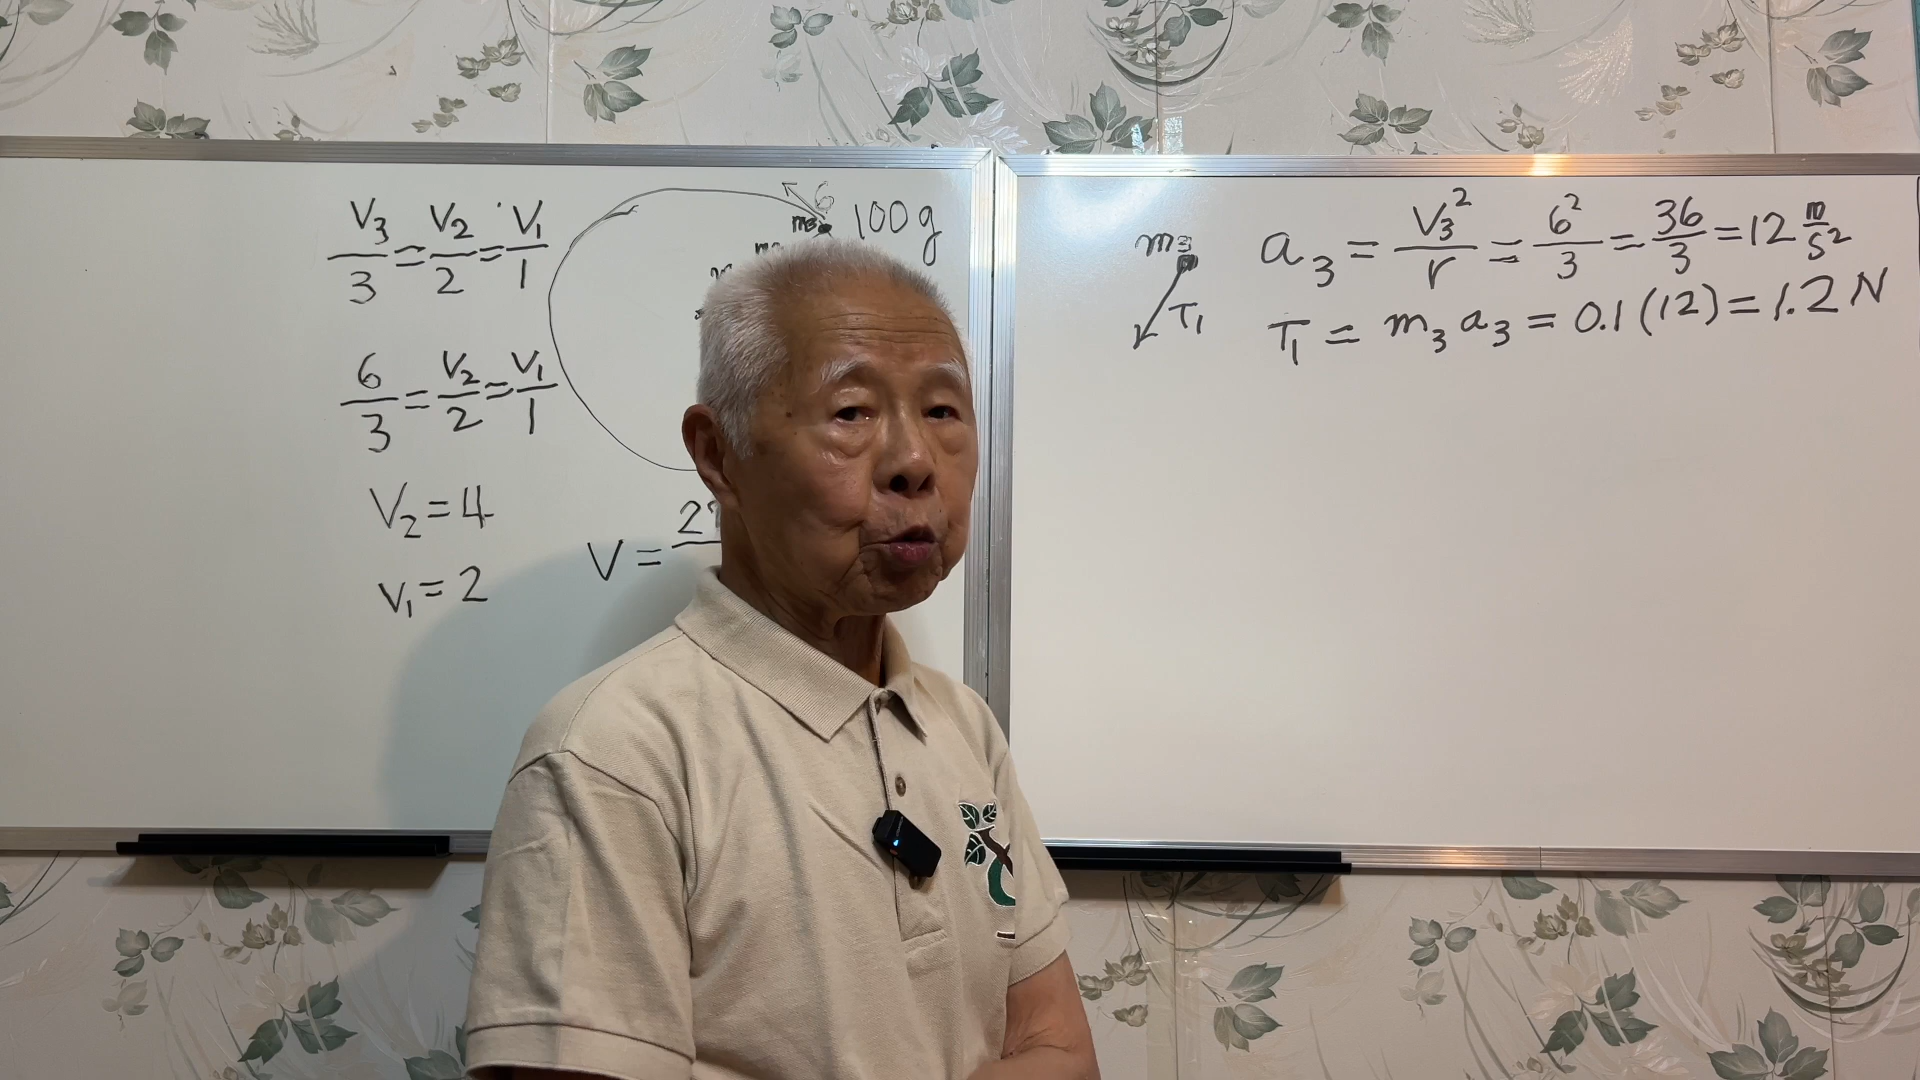 V₃/3 = V₂/2 = V₁/1
6/3 = V₂/2 = V₁/1
V₂ = 4
V₁ = 2
6
m₃
100g
V =
m₃
T₁
a₃ = V₃²/r = 6²/3 = 36/3 = 12 m/s²
T₁ = m₃ a₃ = 0.1 (12) = 1.2 N